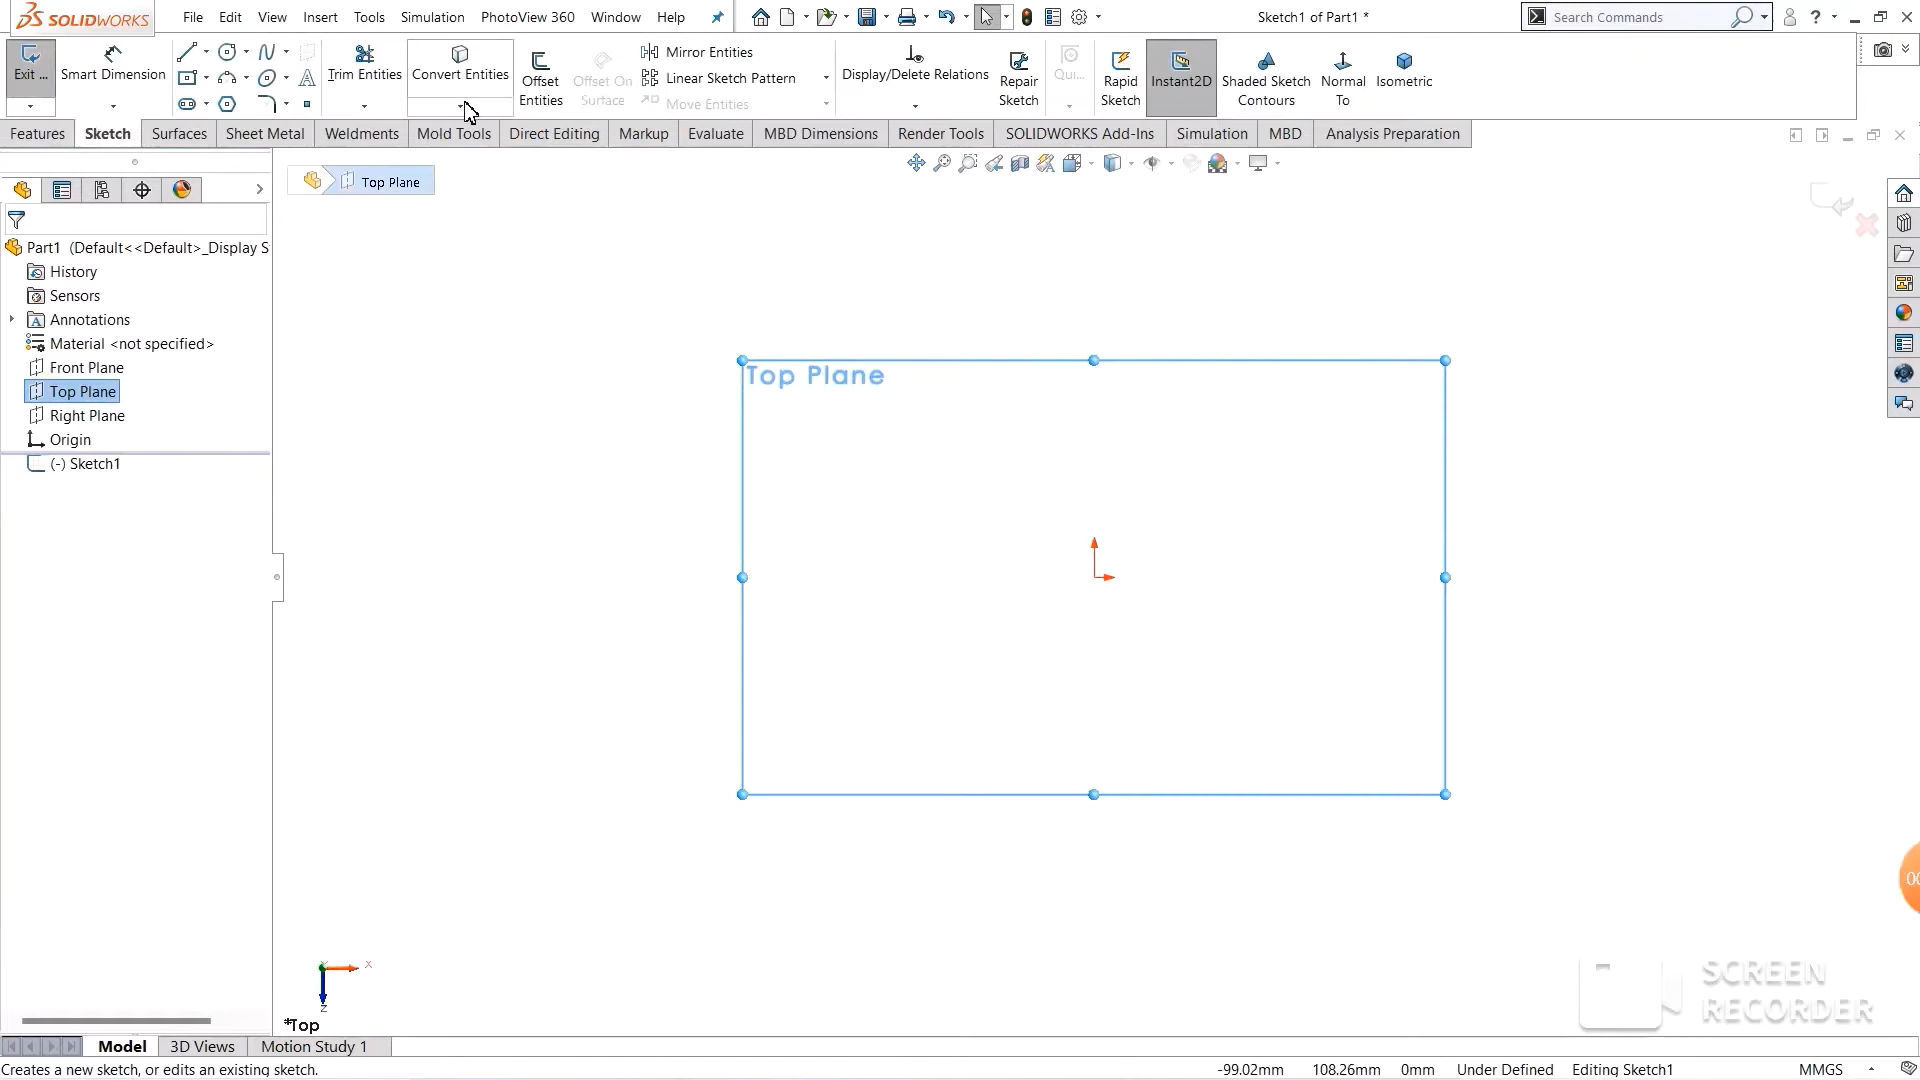 SOLIDWORKS File Edit View Insert Tools Simulation PhotoView 360 Window Help Sketch1 of Part1 * Search Commands ?
Exit ... Smart Dimension Trim Entities Convert Entities Offset Entities Offset On Surface Mirror Entities Display/Delete Relations Repair Sketch Qui... Rapid Sketch Instant2D Shaded Sketch Contours Normal To Isometric
Linear Sketch Pattern
Move Entities
Features Sketch Surfaces Sheet Metal Weldments Mold Tools Direct Editing Markup Evaluate MBD Dimensions Render Tools SOLIDWORKS Add-Ins Simulation MBD Analysis Preparation
Top Plane
Part1 (Default<<Default>_Display S
History
Sensors
Annotations
Material <not specified>
Front Plane
Top Plane
Right Plane
Origin
(-) Sketch1
Top Plane
00
X
Z
*Top
SCREEN
RECORDER
Model 3D Views Motion Study 1
Creates a new sketch, or edits an existing sketch. -99.02mm 108.26mm 0mm Under Defined Editing Sketch1 MMGS